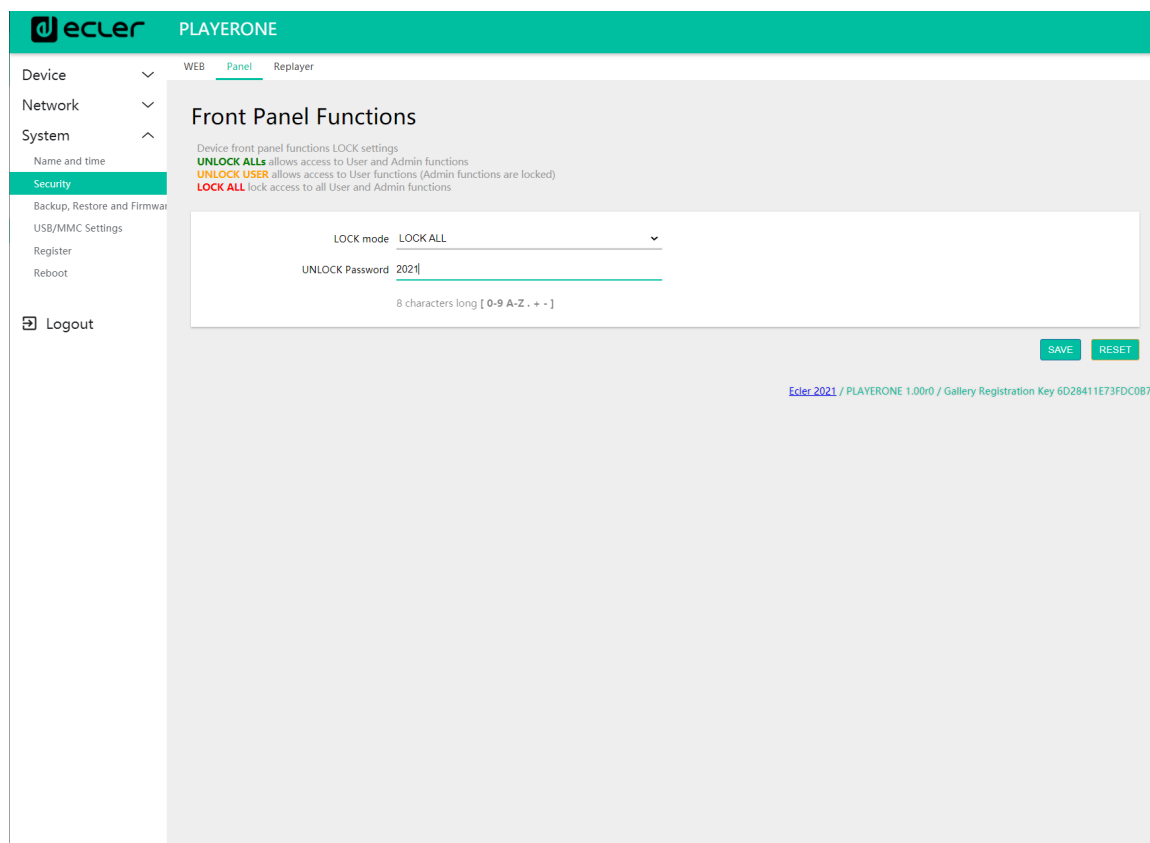 ecler PLAYERONE
Device
Network
System
Name and time
Security
Backup, Restore and Firmwar
USB/MMC Settings
Register
Reboot
Logout
WEB Panel Replayer
Front Panel Functions
Device front panel functions LOCK settings
UNLOCK ALLs allows access to User and Admin functions
UNLOCK USER allows access to User functions (Admin functions are locked)
LOCK ALL lock access to all User and Admin functions
LOCK mode LOCK ALL
UNLOCK Password 2021
8 characters long [ 0-9 A-Z . + - ]
SAVE RESET
Ecler 2021 / PLAYERONE 1.00r0 / Gallery Registration Key 6D28411E73FDC0B7